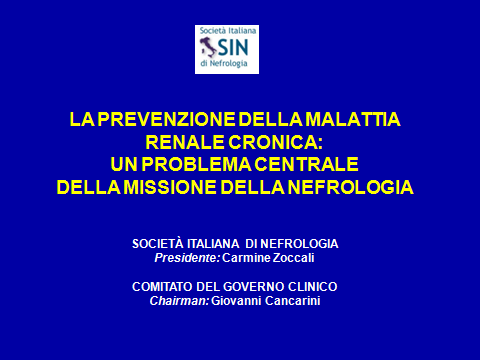 Società Italiana
SIN
di Nefrologia
LA PREVENZIONE DELLA MALATTIA
RENALE CRONICA:
UN PROBLEMA CENTRALE
DELLA MISSIONE DELLA NEFROLOGIA
SOCIETÀ ITALIANA DI NEFROLOGIA
Presidente: Carmine Zoccali
COMITATO DEL GOVERNO CLINICO
Chairman: Giovanni Cancarini